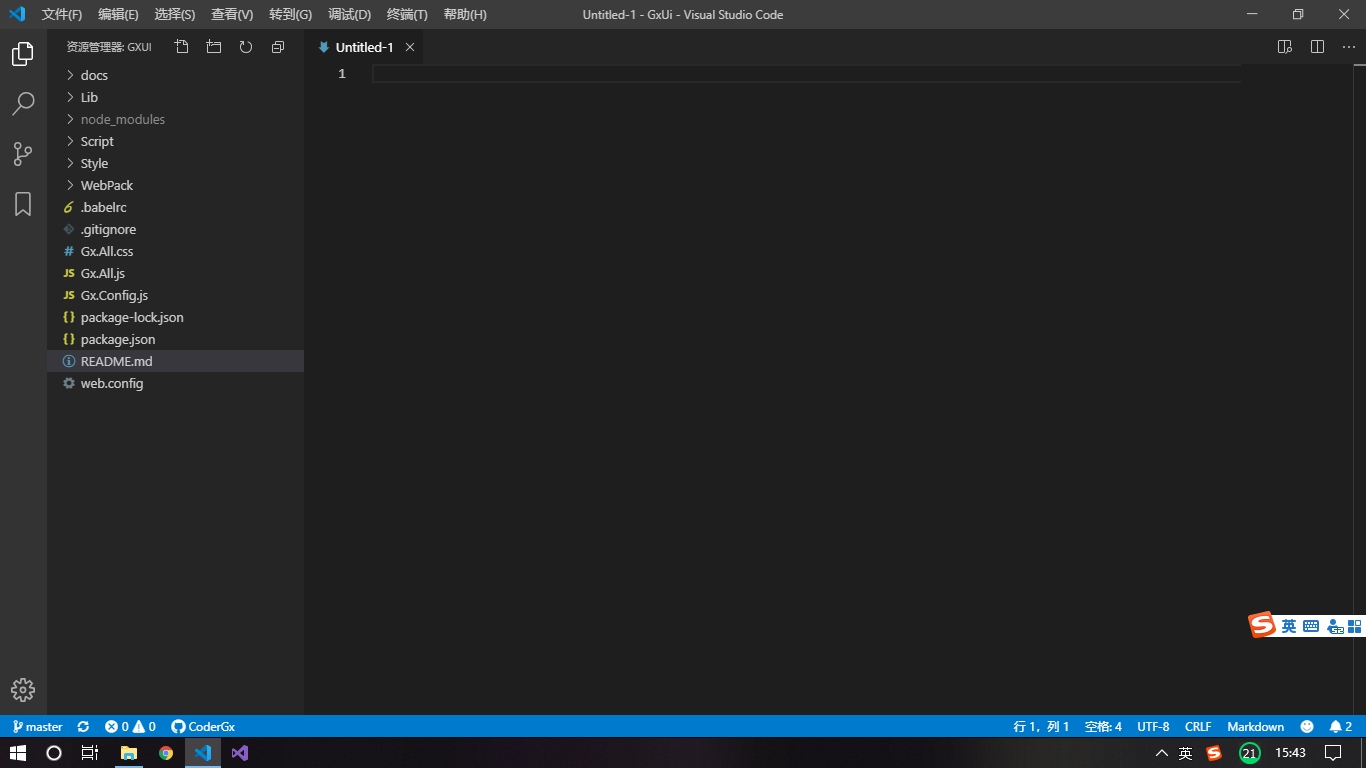 文件(F) 编辑(E) 选择(S) 查看(V) 转到(G) 调试(D) 终端(T) 帮助(H) Untitled-1 - GxUi - Visual Studio Code
资源管理器: GXUI
Untitled-1
1
docs
Lib
node_modules
Script
Style
WebPack
.babelrc
.gitignore
# Gx.All.css
JS Gx.All.js
JS Gx.Config.js
{} package-lock.json
{} package.json
README.md
web.config
S 英
master 0 0 CoderGx 行 1，列 1 空格: 4 UTF-8 CRLF Markdown 2
英 S 21 15:43